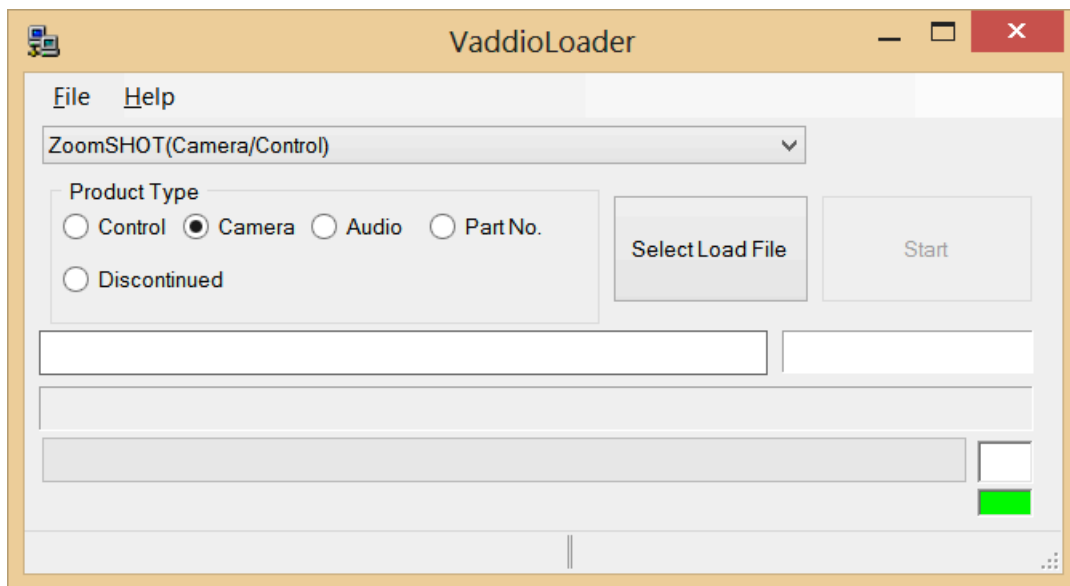 VaddioLoader
File Help
ZoomSHOT(Camera/Control)
Product Type
Control Camera Audio Part No.
Discontinued
Select Load File
Start